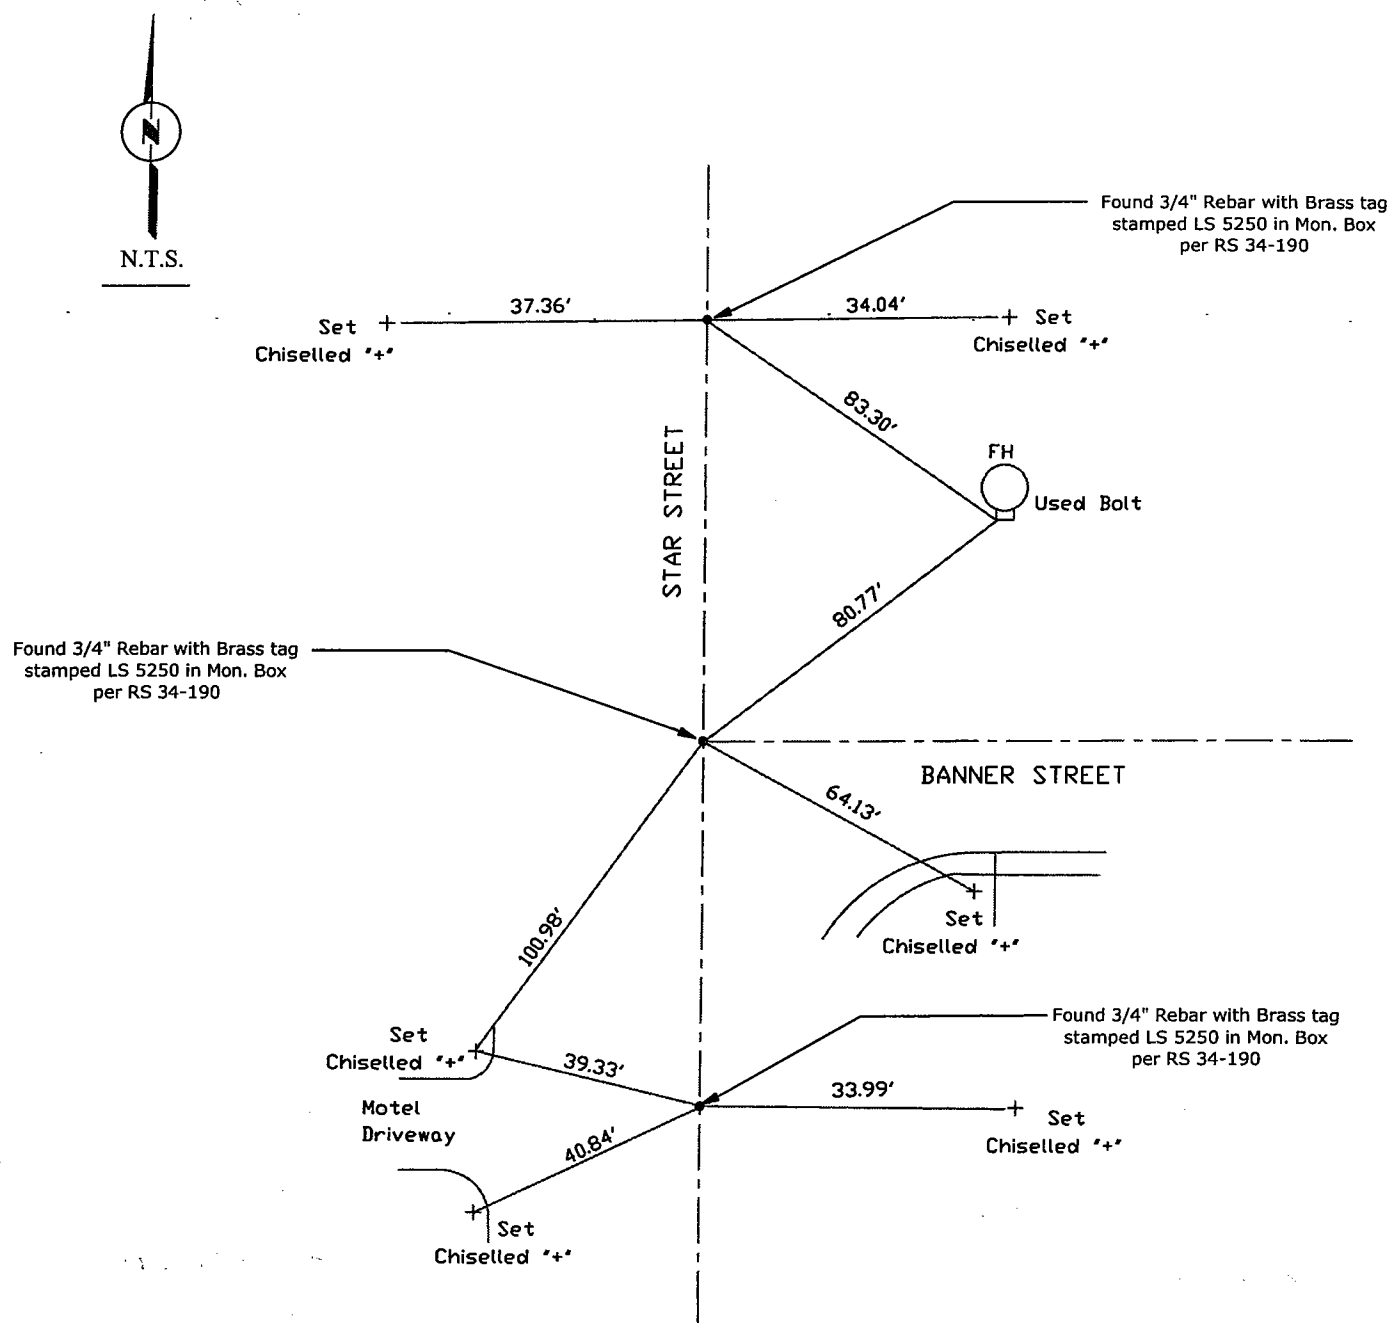 N
N.T.S.
Found 3/4" Rebar with Brass tag
stamped LS 5250 in Mon. Box
per RS 34-190
37.36'
34.04'
Set
Chiselled "+"
Set
Chiselled "+"
83.30'
STAR STREET
FH
Used Bolt
80.77'
Found 3/4" Rebar with Brass tag
stamped LS 5250 in Mon. Box
per RS 34-190
BANNER STREET
64.13'
Set
Chiselled "+"
100.98'
Found 3/4" Rebar with Brass tag
stamped LS 5250 in Mon. Box
per RS 34-190
Set
Chiselled "+"
39.33'
33.99'
Motel
Driveway
Set
Chiselled "+"
40.84'
Set
Chiselled "+"